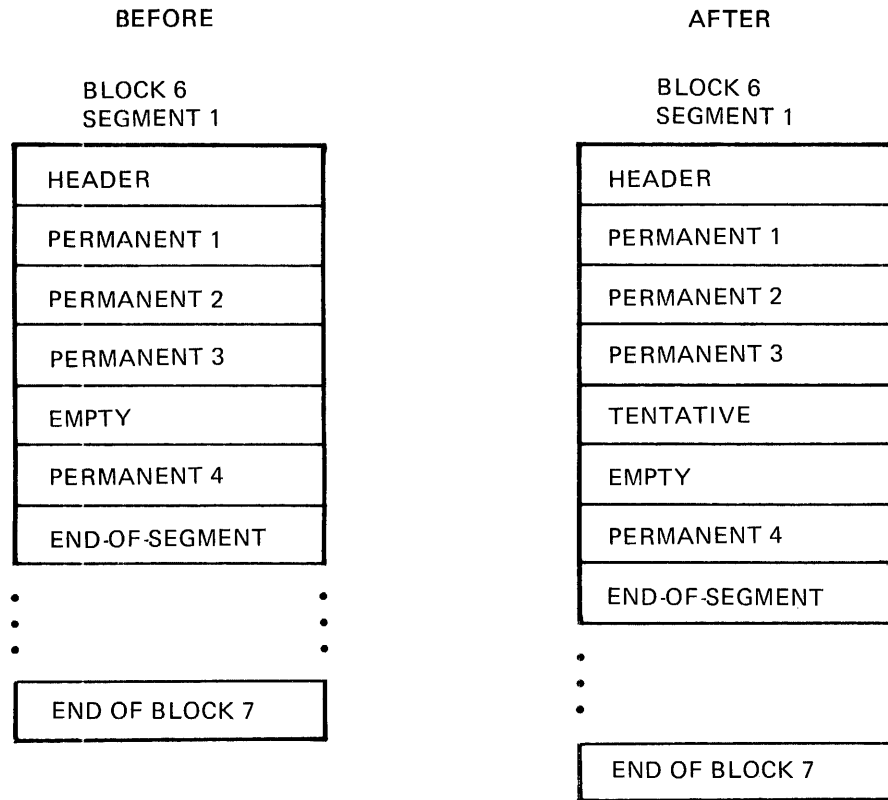 BEFORE
BLOCK 6
SEGMENT 1
HEADER
PERMANENT 1
PERMANENT 2
PERMANENT 3
EMPTY
PERMANENT 4
END-OF-SEGMENT
END OF BLOCK 7
AFTER
BLOCK 6
SEGMENT 1
HEADER
PERMANENT 1
PERMANENT 2
PERMANENT 3
TENTATIVE
EMPTY
PERMANENT 4
END-OF-SEGMENT
END OF BLOCK 7